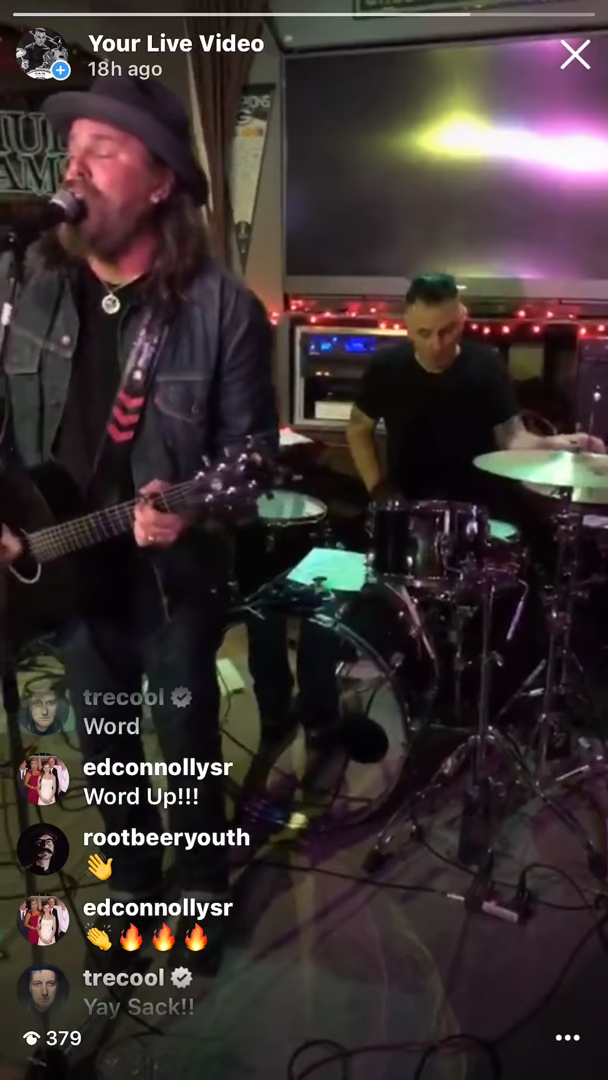 Your Live Video
18h ago
trecool
Word
edconnollysr
Word Up!!!
rootbeeryouth
👋
edconnollysr
👏🔥🔥🔥
trecool
Yay Sack!!
379